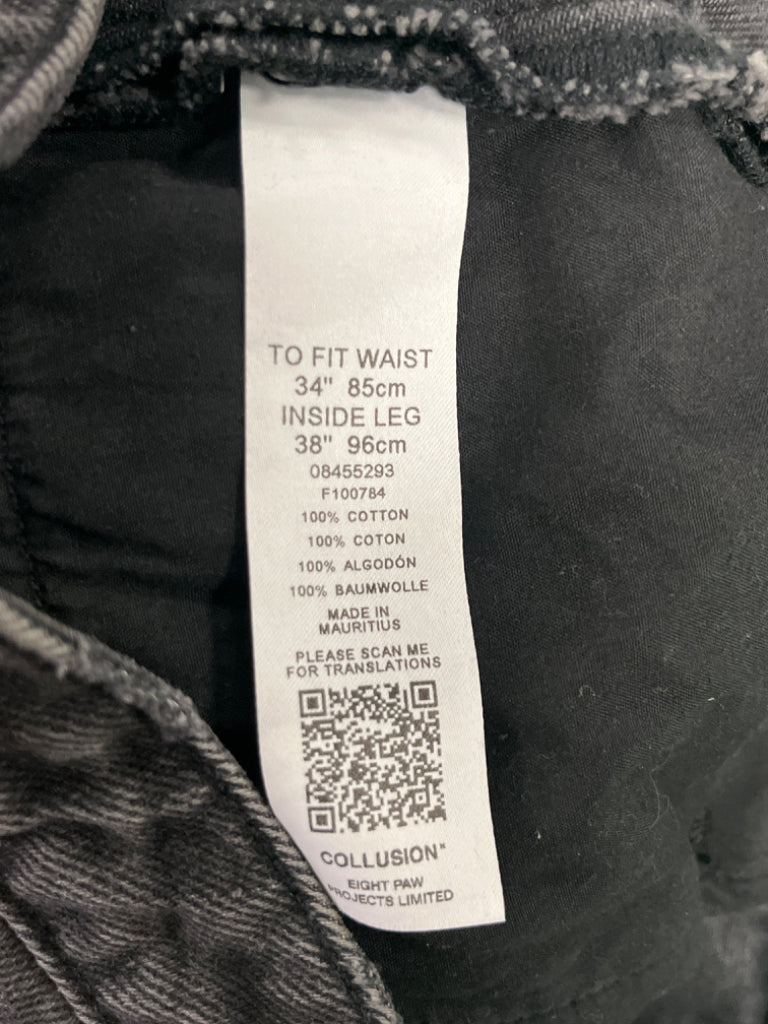 TO FIT WAIST
34" 85cm
INSIDE LEG
38" 96cm
08455293
F100784
100% COTTON
100% COTON
100% ALGODÓN
100% BAUMWOLLE
MADE IN
MAURITIUS
PLEASE SCAN ME
FOR TRANSLATIONS
COLLUSION"
EIGHT PAW
PROJECTS LIMITED